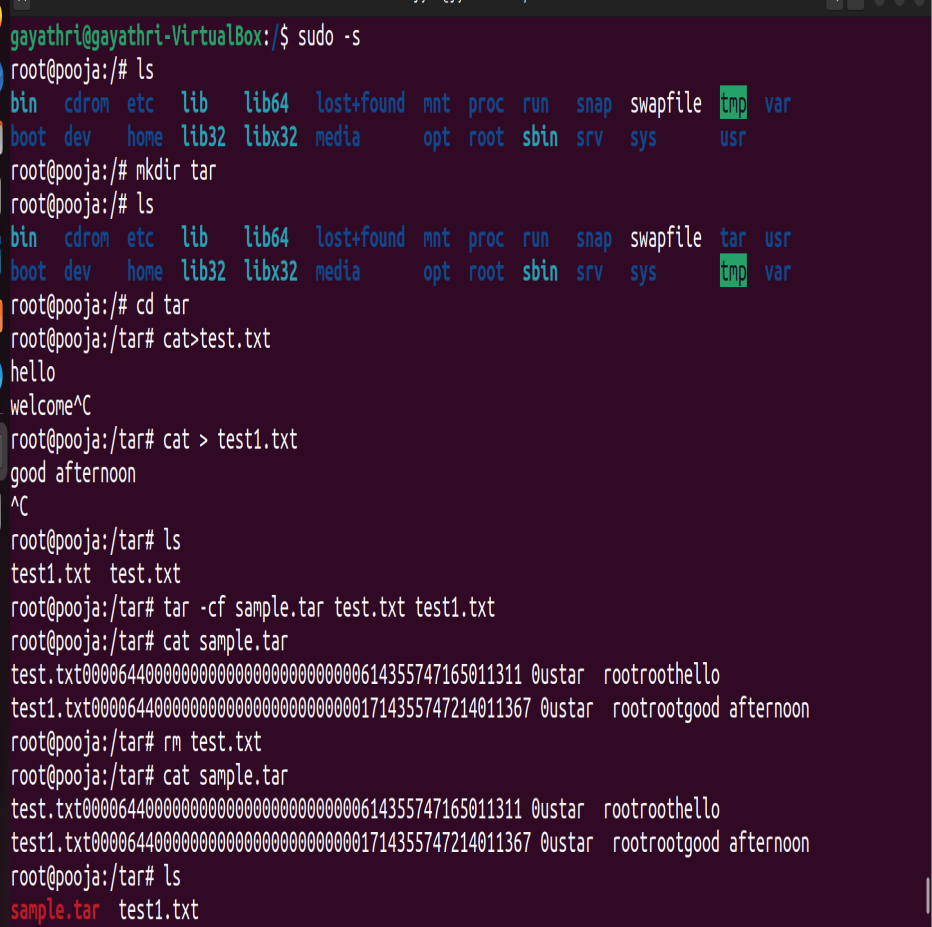 gayathri@gayathri-VirtualBox:/$ sudo -s
root@pooja:/# ls
bin cdrom etc lib lib64 lost+found mnt proc run snap swapfile tmp var
boot dev home lib32 libx32 media opt root sbin srv sys usr
root@pooja:/# mkdir tar
root@pooja:/# ls
bin cdrom etc lib lib64 lost+found mnt proc run snap swapfile tar usr
boot dev home lib32 libx32 media opt root sbin srv sys tmp var
root@pooja:/# cd tar
root@pooja:/tar# cat>test.txt
hello
welcome^C
root@pooja:/tar# cat > test1.txt
good afternoon
^C
root@pooja:/tar# ls
test1.txt test.txt
root@pooja:/tar# tar -cf sample.tar test.txt test1.txt
root@pooja:/tar# cat sample.tar
test.txt0000644000000000000000000000000614355747165011311 0ustar rootroothello
test1.txt0000644000000000000000000000001714355747214011367 0ustar rootrootgood afternoon
root@pooja:/tar# rm test.txt
root@pooja:/tar# cat sample.tar
test.txt0000644000000000000000000000000614355747165011311 0ustar rootroothello
test1.txt0000644000000000000000000000001714355747214011367 0ustar rootrootgood afternoon
root@pooja:/tar# ls
sample.tar test1.txt